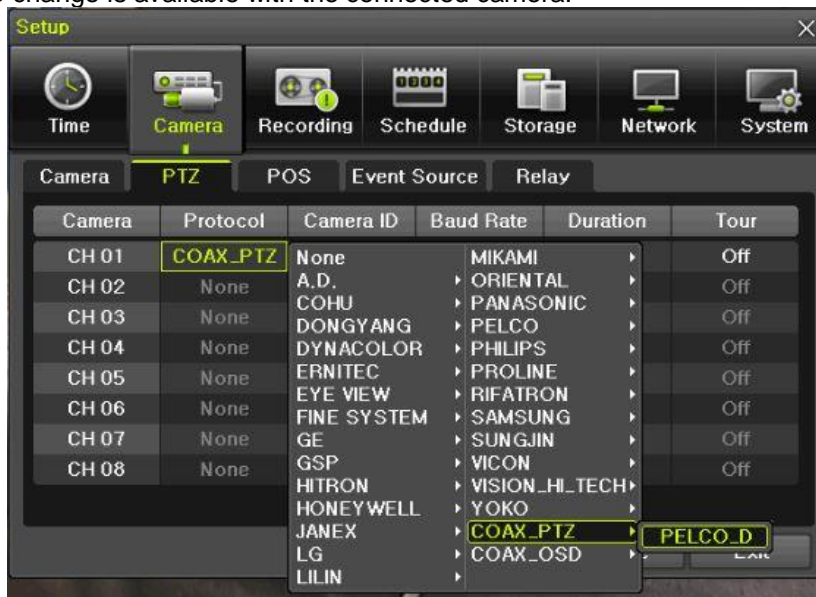 change is available with the connected camera.
Setup
Time Camera Recording Schedule Storage Network System
Camera PTZ POS Event Source Relay
Camera Protocol Camera ID Baud Rate Duration Tour
CH 01 COAX_PTZ Off
CH 02 None Off
CH 03 None Off
CH 04 None Off
CH 05 None Off
CH 06 None Off
CH 07 None Off
CH 08 None Off
None MIKAMI
A.D. ORIENTAL
COHU PANASONIC
DONGYANG PELCO
DYNACOLOR PHILIPS
ERNITEC PROLINE
EYE VIEW RIFATRON
FINE SYSTEM SAMSUNG
GE SUNGJIN
GSP VICON
HITRON VISION_HI_TECH
HONEYWELL YOKO
JANEX COAX_PTZ PELCO_D
LG COAX_OSD
LILIN